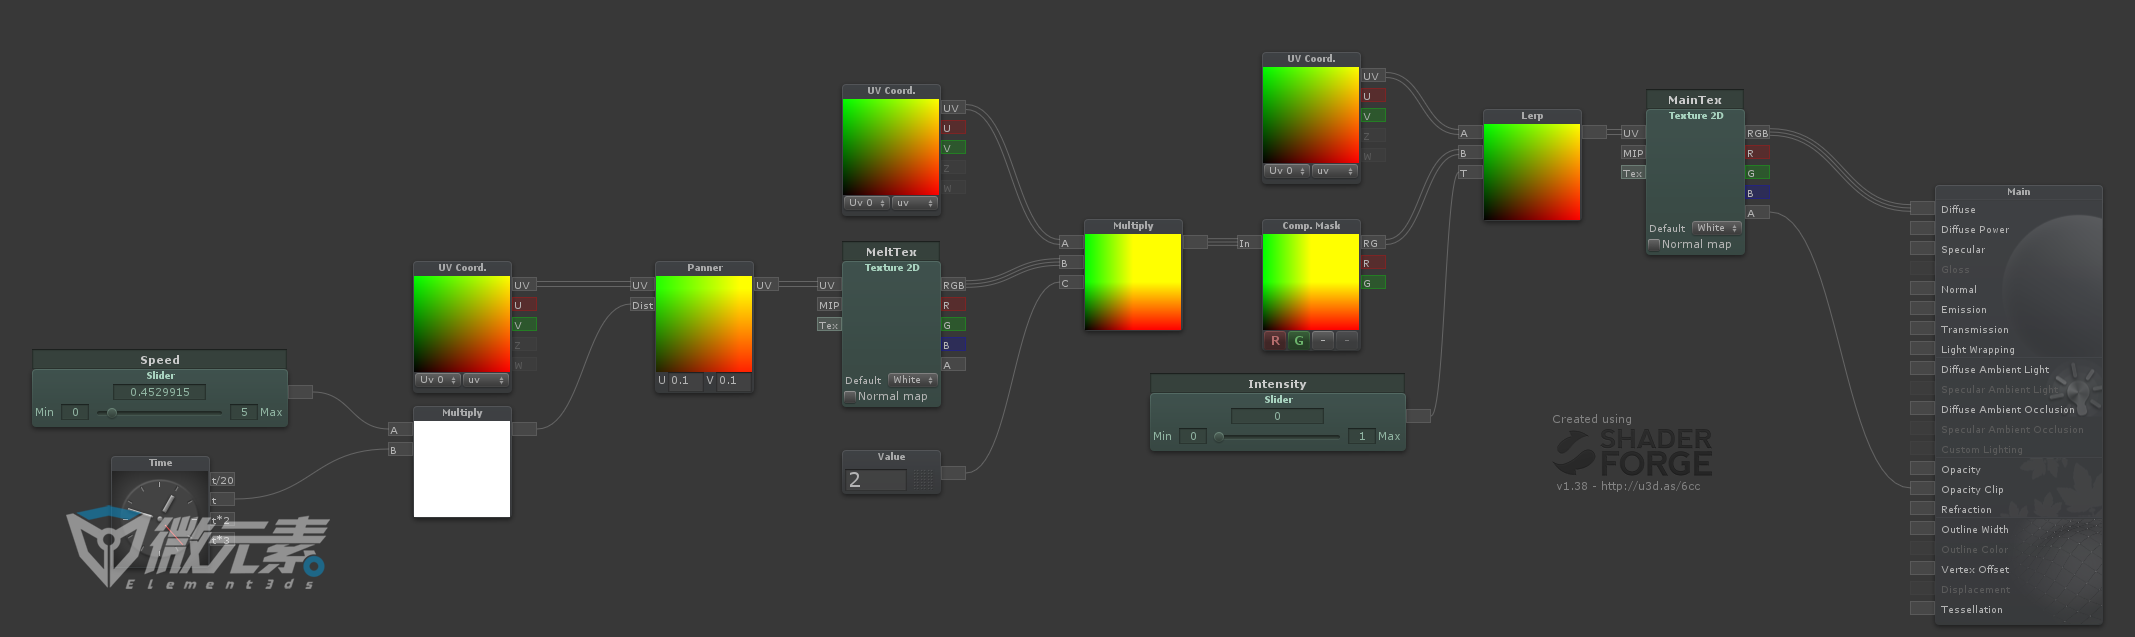 Speed
Slider
0.4529915
Min 0 5 Max
Time
t/20
t
t*2
t*3
微元素
Element3ds
UV Coord.
UV
U
V
Z
W
Uv 0 uv
Multiply
A
B
Panner
UV UV
Dist
U 0.1 V 0.1
UV Coord.
UV
U
V
Z
W
Uv 0 uv
MeltTex
Texture 2D
UV RGB
MIP R
Tex G
B
A
Default White
Normal map
Value
2
Multiply
A
B
C
UV Coord.
UV
U
V
Z
W
Uv 0 uv
Comp. Mask
In RG
R
G
R G - -
Intensity
Slider
0
Min 0 1 Max
Lerp
A
B
T
MainTex
Texture 2D
UV RGB
MIP R
Tex G
B
A
Default White
Normal map
Created using
SHADER
FORGE
v1.38 - http://u3d.as/6cc
Main
Diffuse
Diffuse Power
Specular
Gloss
Normal
Emission
Transmission
Light Wrapping
Diffuse Ambient Light
Specular Ambient Light
Diffuse Ambient Occlusion
Specular Ambient Occlusion
Custom Lighting
Opacity
Opacity Clip
Refraction
Outline Width
Outline Color
Vertex Offset
Displacement
Tessellation